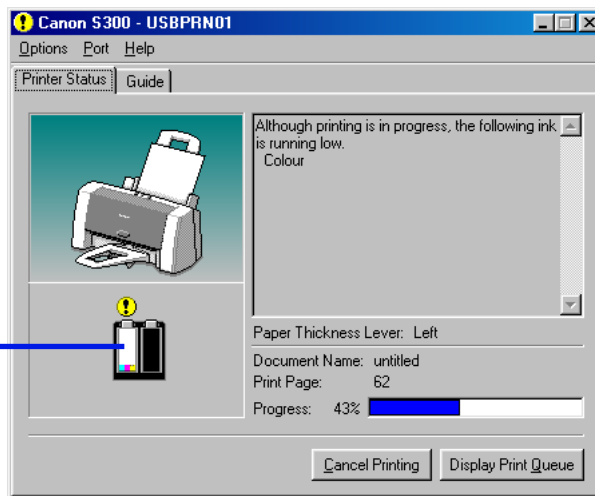 Canon S300 - USBPRN01
Options Port Help
Printer Status Guide
Although printing is in progress, the following ink
is running low.
Colour
Paper Thickness Lever: Left
Document Name: untitled
Print Page: 62
Progress: 43%
Cancel Printing Display Print Queue